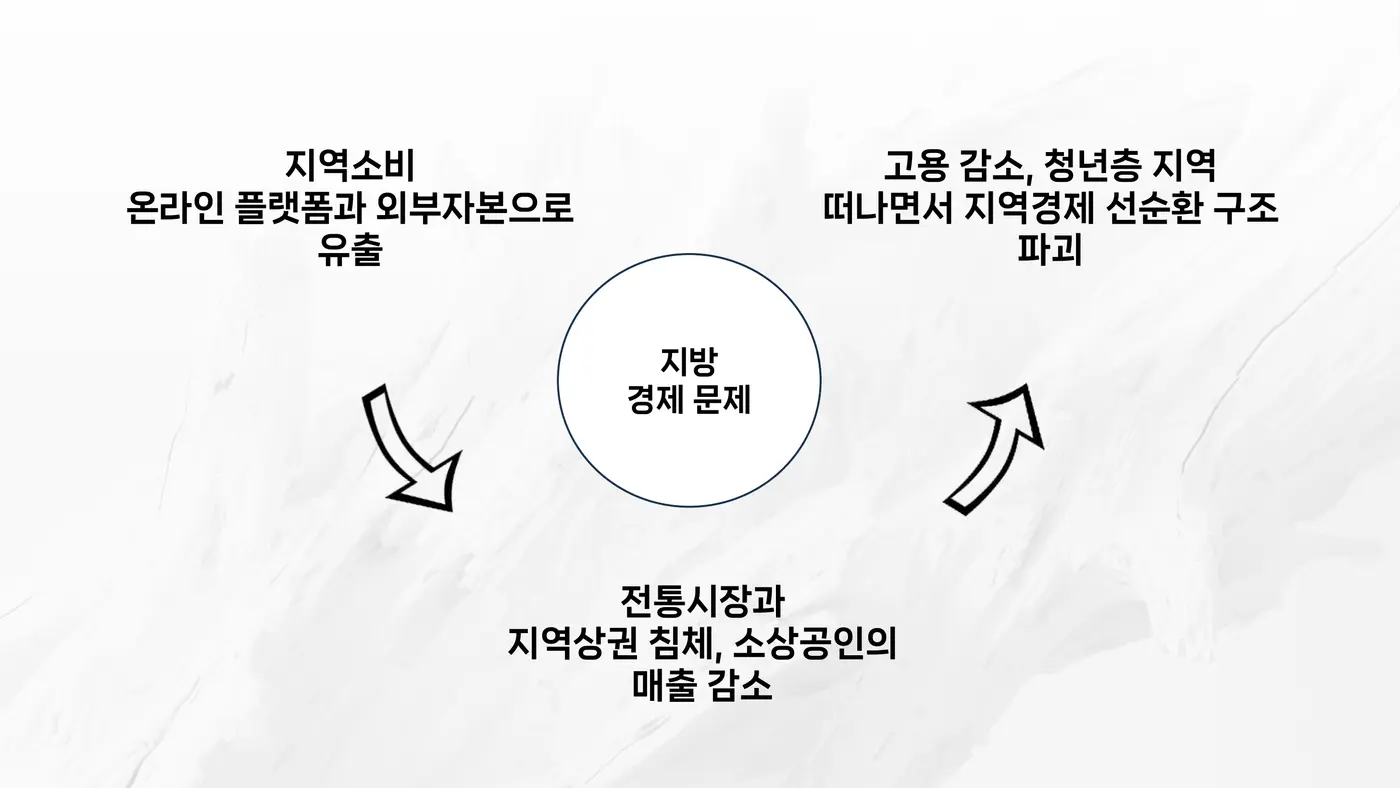 지역소비
온라인 플랫폼과 외부자본으로
유출
고용 감소, 청년층 지역
떠나면서 지역경제 선순환 구조
파괴
지방
경제 문제
전통시장과
지역상권 침체, 소상공인의
매출 감소